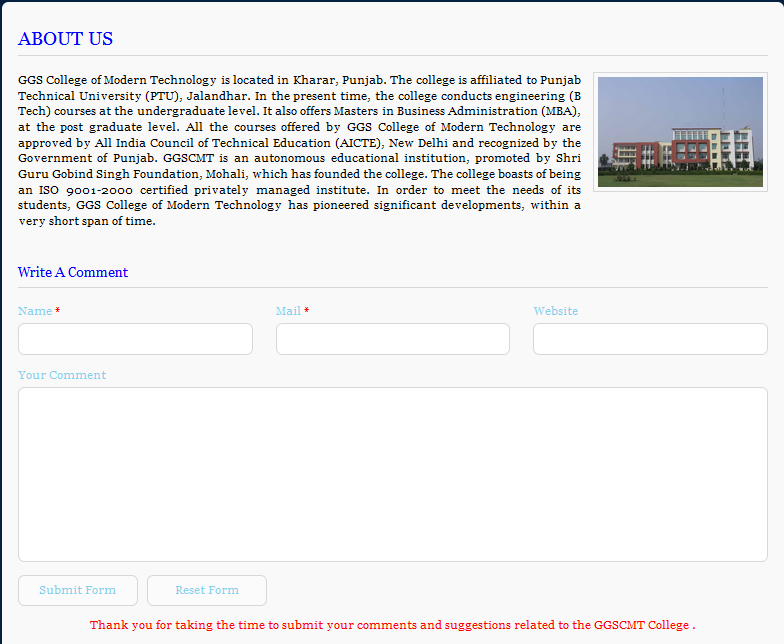 ABOUT US
GGS College of Modern Technology is located in Kharar, Punjab. The college is affiliated to Punjab
Technical University (PTU), Jalandhar. In the present time, the college conducts engineering (B
Tech) courses at the undergraduate level. It also offers Masters in Business Administration (MBA),
at the post graduate level. All the courses offered by GGS College of Modern Technology are
approved by All India Council of Technical Education (AICTE), New Delhi and recognized by the
Government of Punjab. GGSCMT is an autonomous educational institution, promoted by Shri
Guru Gobind Singh Foundation, Mohali, which has founded the college. The college boasts of being
an ISO 9001-2000 certified privately managed institute. In order to meet the needs of its
students, GGS College of Modern Technology has pioneered significant developments, within a
very short span of time.
Write A Comment
Name * Mail * Website
Your Comment
Submit Form Reset Form
Thank you for taking the time to submit your comments and suggestions related to the GGSCMT College .